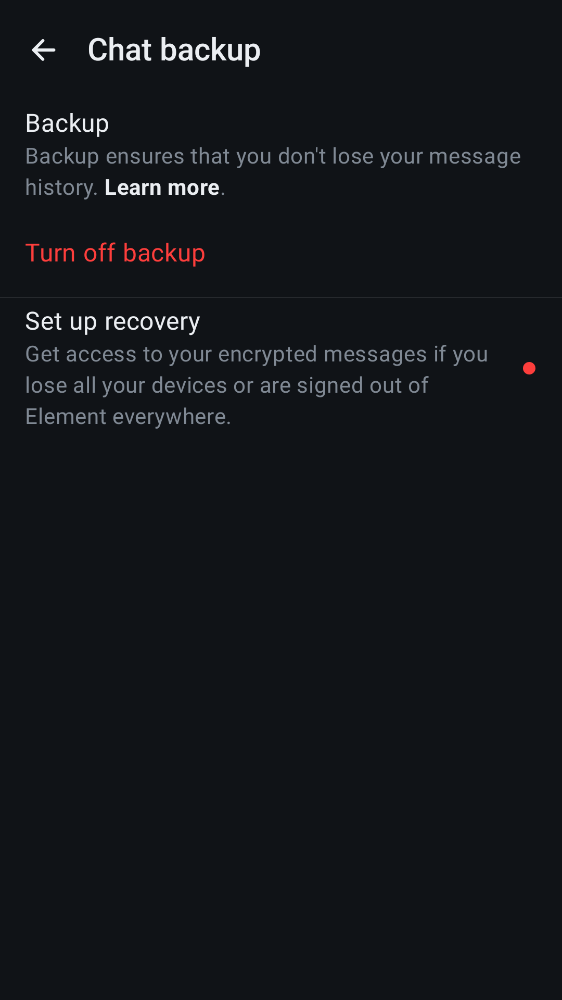 Chat backup
Backup
Backup ensures that you don't lose your message
history. Learn more.
Turn off backup
Set up recovery
Get access to your encrypted messages if you
lose all your devices or are signed out of
Element everywhere.